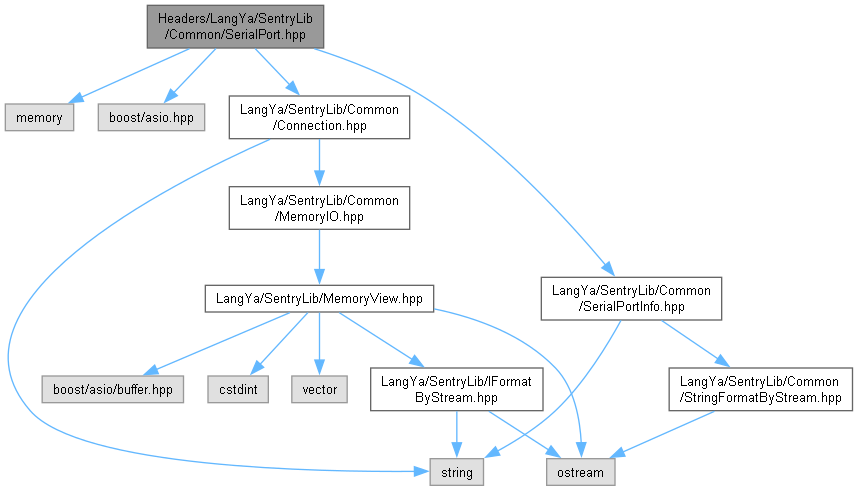 Headers/LangYa/SentryLib
/Common/SerialPort.hpp
memory
boost/asio.hpp
LangYa/SentryLib/Common
/Connection.hpp
LangYa/SentryLib/Common
/MemoryIO.hpp
LangYa/SentryLib/MemoryView.hpp
LangYa/SentryLib/Common
/SerialPortInfo.hpp
boost/asio/buffer.hpp
cstdint
vector
LangYa/SentryLib/IFormat
ByStream.hpp
LangYa/SentryLib/Common
/StringFormatByStream.hpp
string
ostream